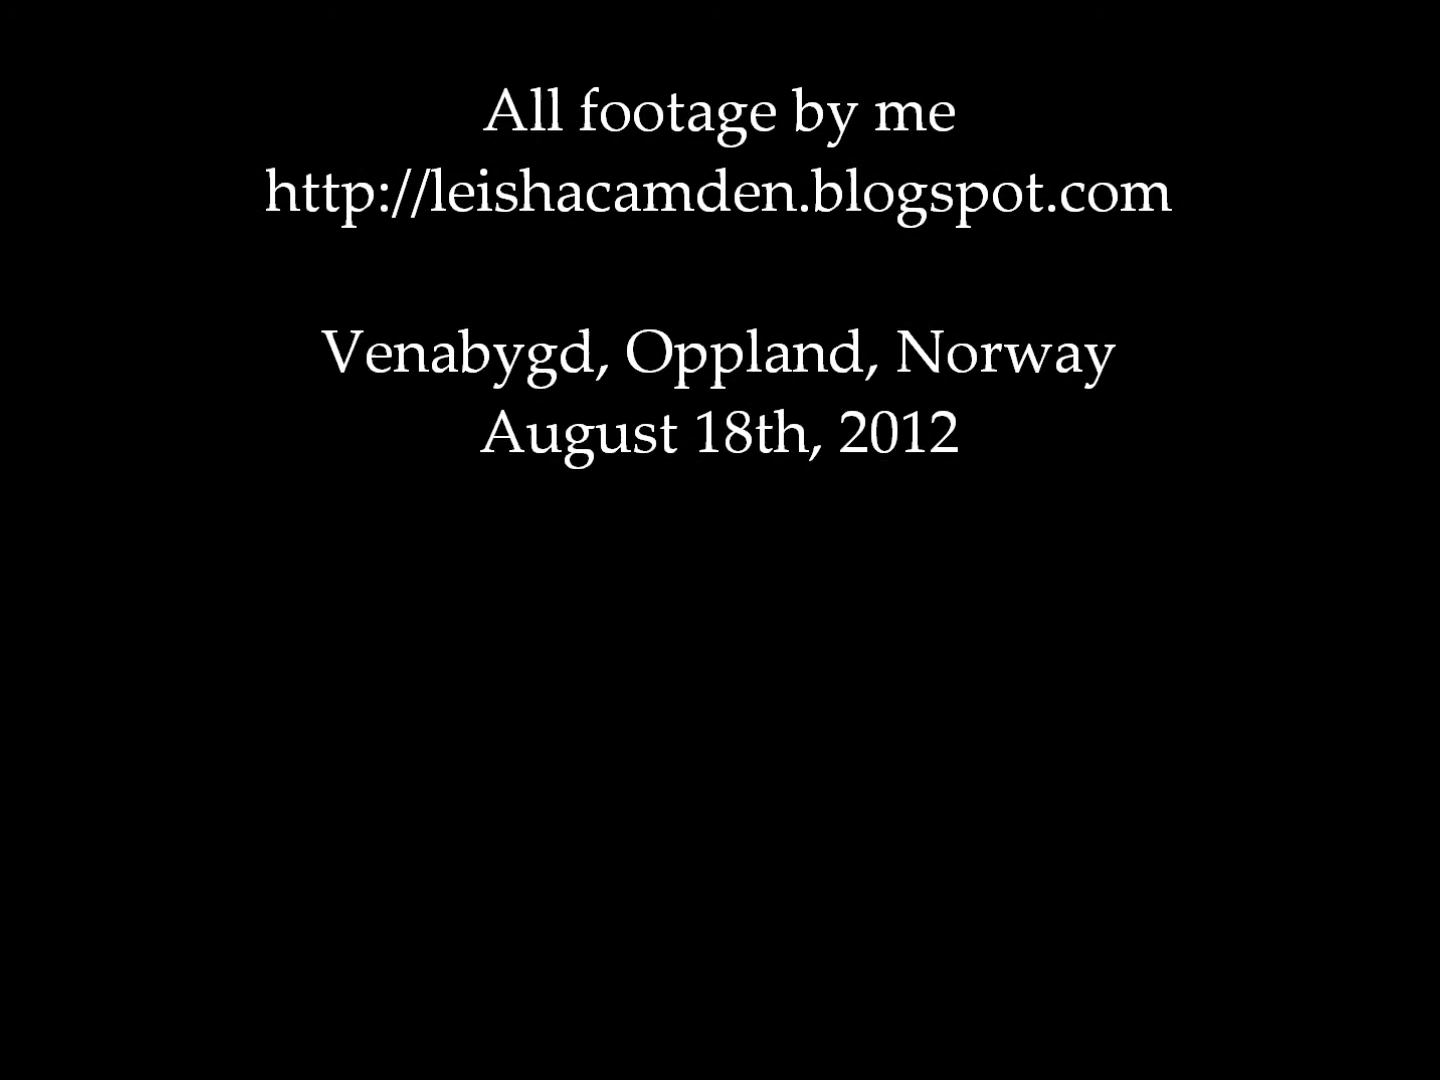 All footage by me
http://leishacamden.blogspot.com
Venabygd, Oppland, Norway
August 18th, 2012